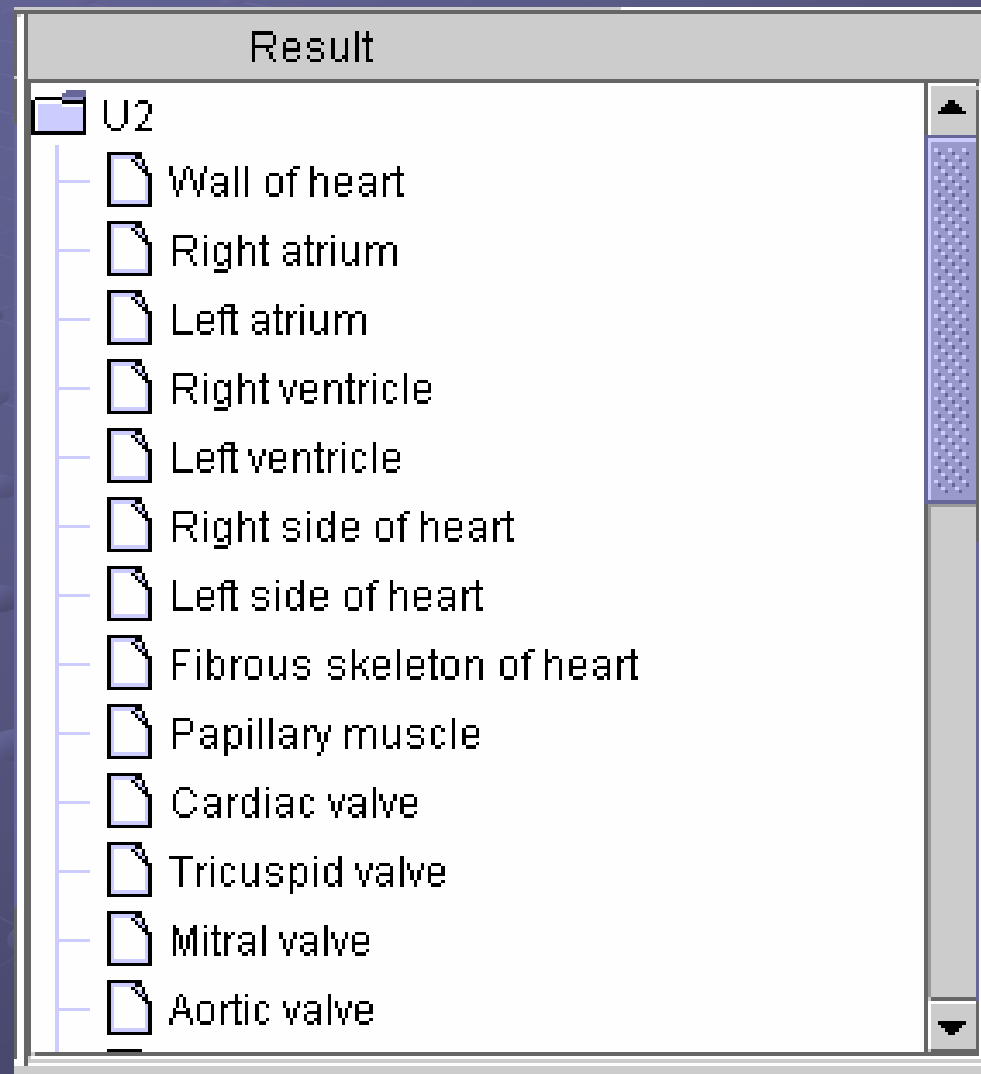 Result
U2
Wall of heart
Right atrium
Left atrium
Right ventricle
Left ventricle
Right side of heart
Left side of heart
Fibrous skeleton of heart
Papillary muscle
Cardiac valve
Tricuspid valve
Mitral valve
Aortic valve